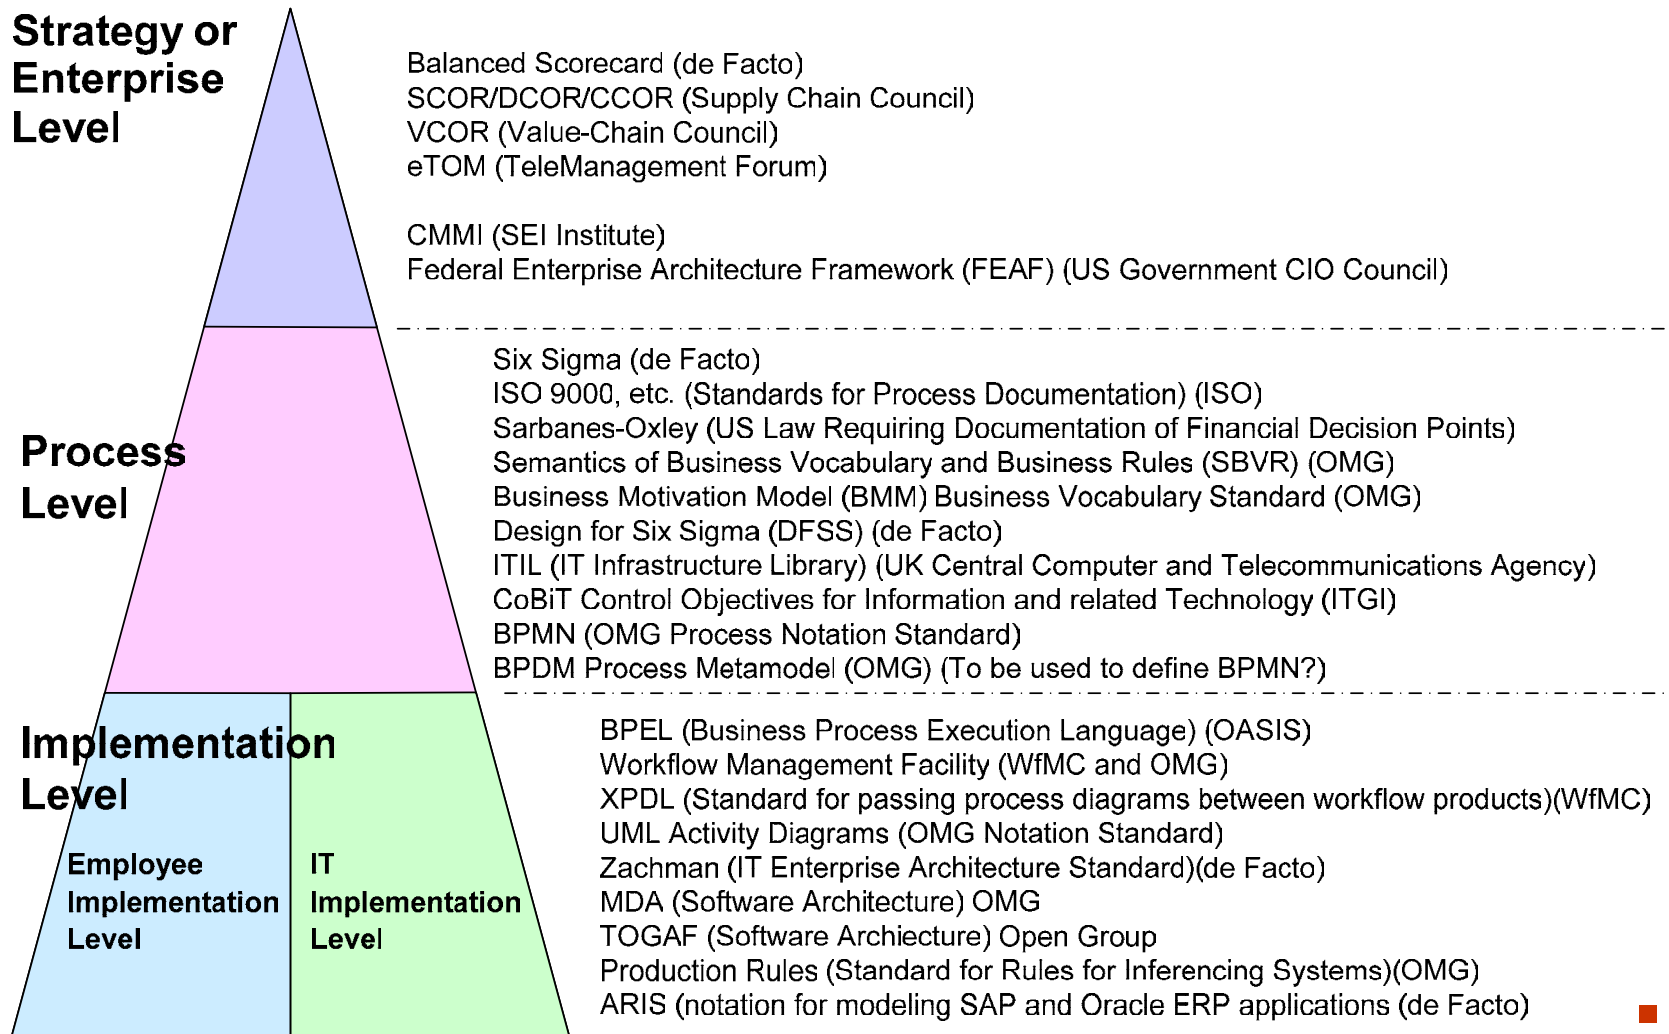 Strategy or
Enterprise
Level
Balanced Scorecard (de Facto)
SCOR/DCOR/CCOR (Supply Chain Council)
VCOR (Value-Chain Council)
eTOM (TeleManagement Forum)
CMMI (SEI Institute)
Federal Enterprise Architecture Framework (FEAF) (US Government CIO Council)
Process
Level
Six Sigma (de Facto)
ISO 9000, etc. (Standards for Process Documentation) (ISO)
Sarbanes-Oxley (US Law Requiring Documentation of Financial Decision Points)
Semantics of Business Vocabulary and Business Rules (SBVR) (OMG)
Business Motivation Model (BMM) Business Vocabulary Standard (OMG)
Design for Six Sigma (DFSS) (de Facto)
ITIL (IT Infrastructure Library) (UK Central Computer and Telecommunications Agency)
CoBiT Control Objectives for Information and related Technology (ITGI)
BPMN (OMG Process Notation Standard)
BPDM Process Metamodel (OMG) (To be used to define BPMN?)
Implementation
Level
Employee
Implementation
Level
IT
Implementation
Level
BPEL (Business Process Execution Language) (OASIS)
Workflow Management Facility (WfMC and OMG)
XPDL (Standard for passing process diagrams between workflow products)(WfMC)
UML Activity Diagrams (OMG Notation Standard)
Zachman (IT Enterprise Architecture Standard)(de Facto)
MDA (Software Architecture) OMG
TOGAF (Software Archiecture) Open Group
Production Rules (Standard for Rules for Inferencing Systems)(OMG)
ARIS (notation for modeling SAP and Oracle ERP applications (de Facto)